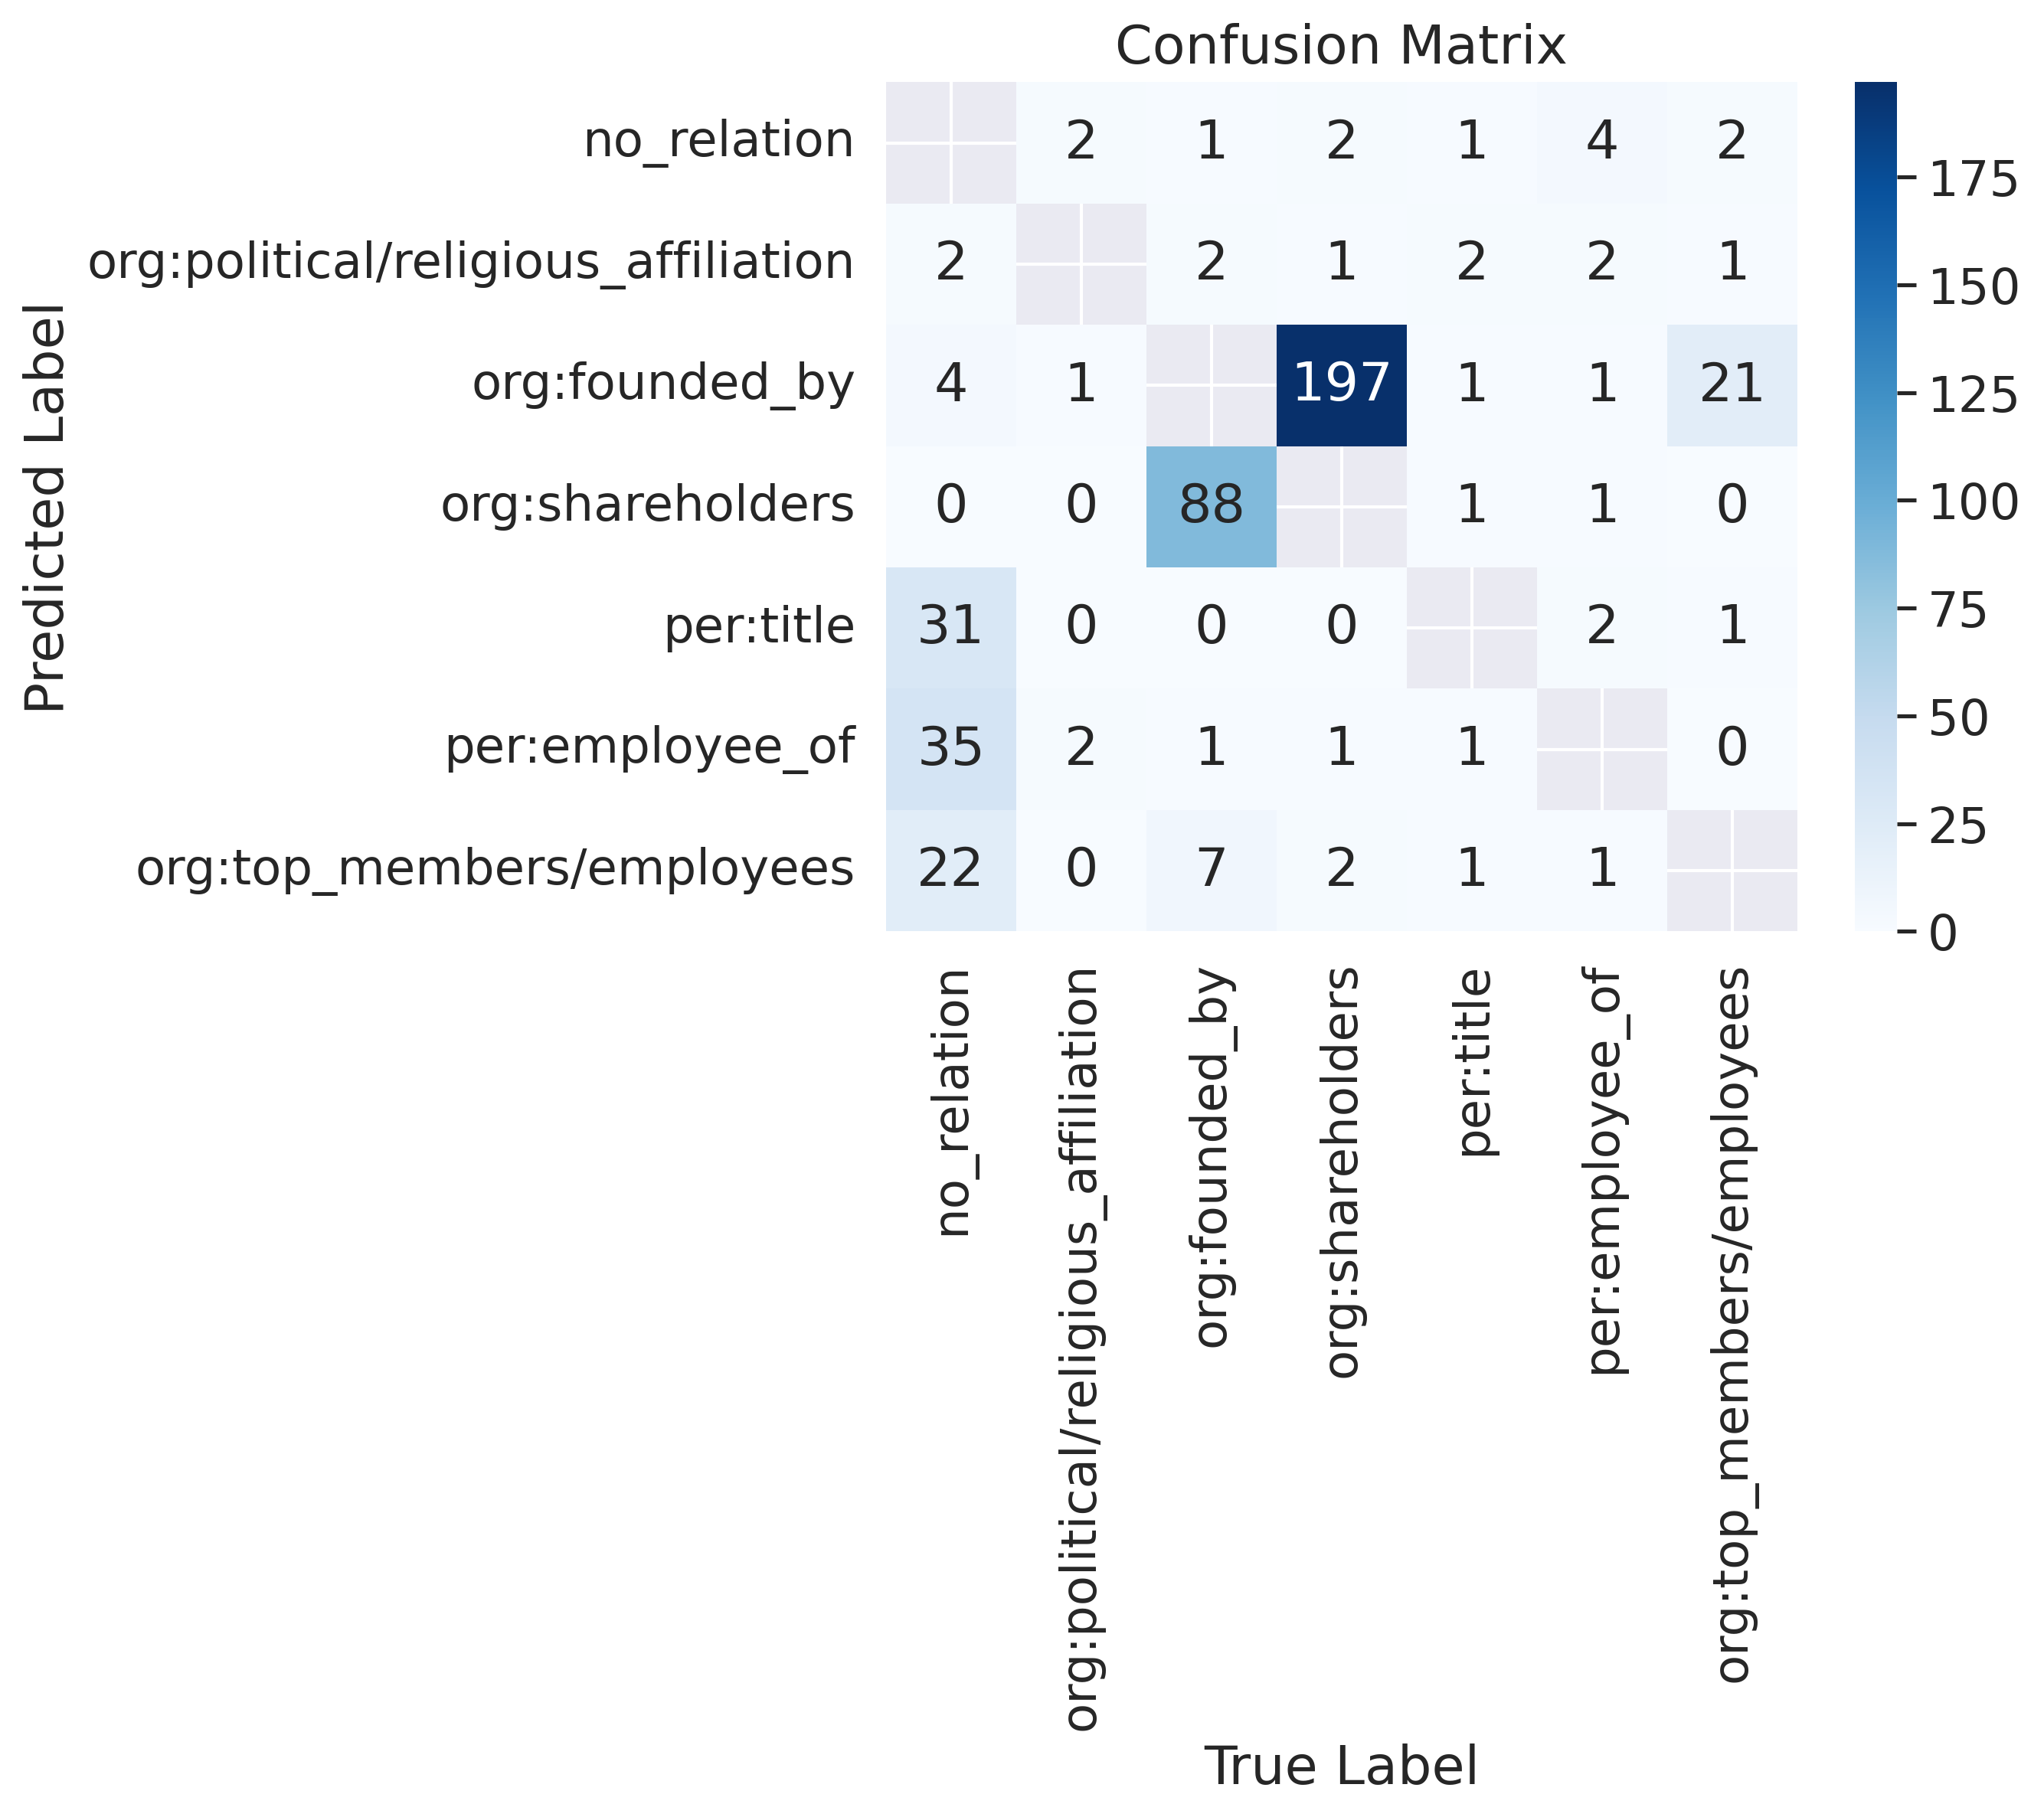 Confusion Matrix
Predicted Label
no_relation 2 1 2 1 4 2
org:political/religious_affiliation 2 2 1 2 2 1
org:founded_by 4 1 197 1 1 21
org:shareholders 0 0 88 1 1 0
per:title 31 0 0 0 2 1
per:employee_of 35 2 1 1 1 0
org:top_members/employees 22 0 7 2 1 1
no_relation
org:political/religious_affiliation
org:founded_by
org:shareholders
per:title
per:employee_of
org:top_members/employees
True Label
175
150
125
100
75
50
25
0